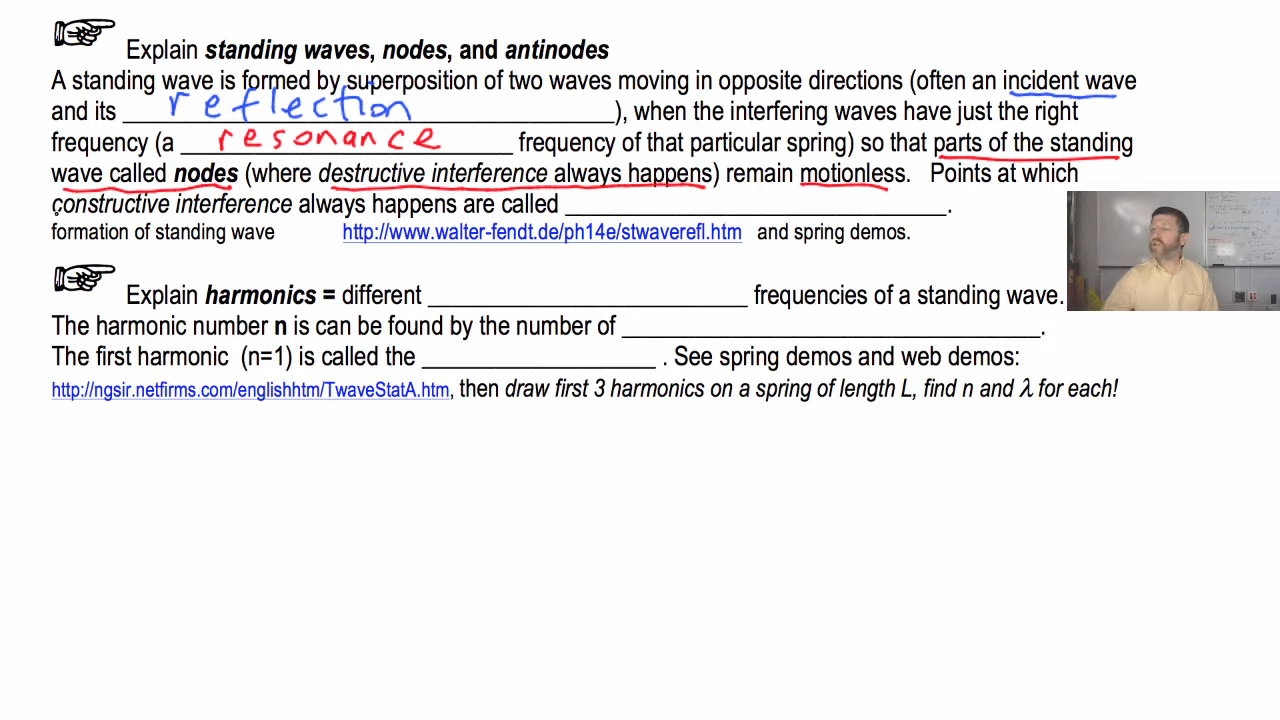 Explain standing waves, nodes, and antinodes
A standing wave is formed by superposition of two waves moving in opposite directions (often an incident wave
and its reflection), when the interfering waves have just the right
frequency (a resonance frequency of that particular spring) so that parts of the standing
wave called nodes (where destructive interference always happens) remain motionless. Points at which
constructive interference always happens are called ______________________________.
formation of standing wave http://www.walter-fendt.de/ph14e/stwaverefl.htm and spring demos.
Explain harmonics = different _________________________ frequencies of a standing wave.
The harmonic number n is can be found by the number of _________________________________.
The first harmonic (n=1) is called the ___________________ . See spring demos and web demos:
http://ngsir.netfirms.com/englishhtm/TwaveStatA.htm, then draw first 3 harmonics on a spring of length L, find n and λ for each!